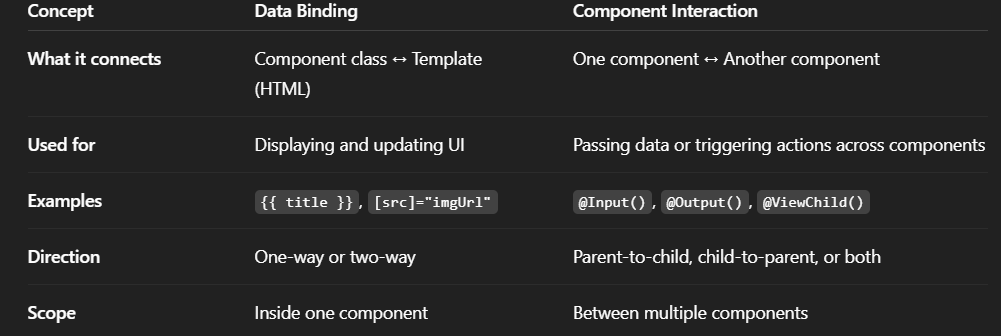 Concept Data Binding Component Interaction
What it connects Component class ↔ Template One component ↔ Another component
(HTML)
Used for Displaying and updating UI Passing data or triggering actions across components
Examples {{ title }}, [src]="imgUrl" @Input(), @Output(), @ViewChild()
Direction One-way or two-way Parent-to-child, child-to-parent, or both
Scope Inside one component Between multiple components